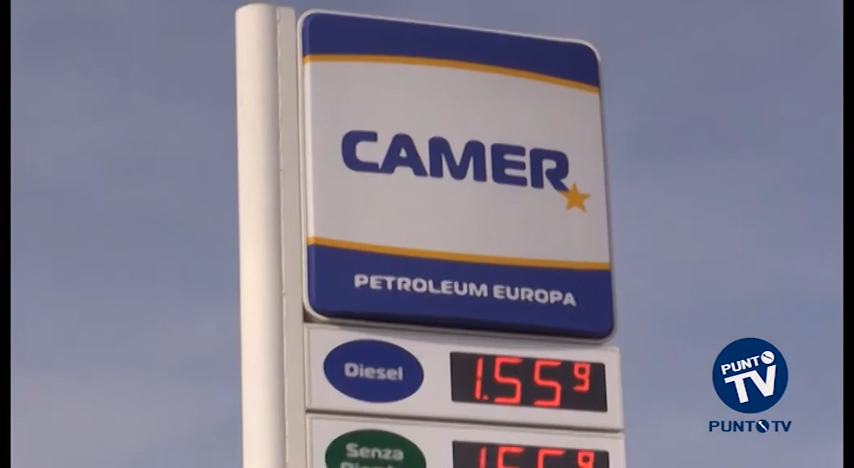 CAMER
PETROLEUM EUROPA
Diesel 1.559
Senza
PUNTO
TV
PUNTO TV